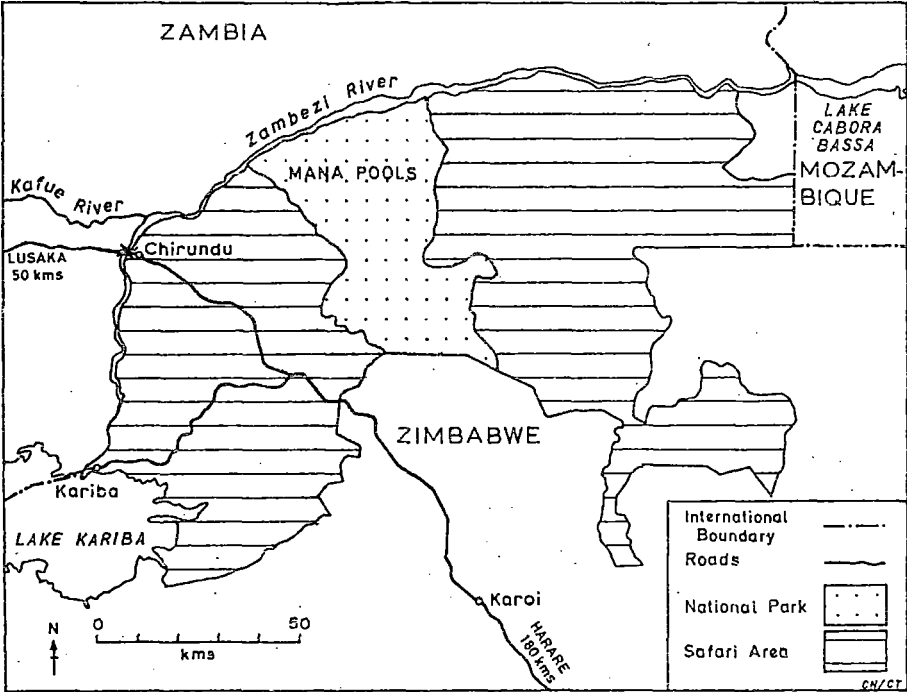 ZAMBIA
Zambezi River
LAKE
CABORA
BASSA
MOZAM-
BIQUE
MANA POOLS
Kafue River
Chirundu
LUSAKA
50 kms
ZIMBABWE
Kariba
LAKE KARIBA
Karoi
HARARE
180 kms
N
0 50
kms
International
Boundary
Roads
National Park
Safari Area
CH/CT